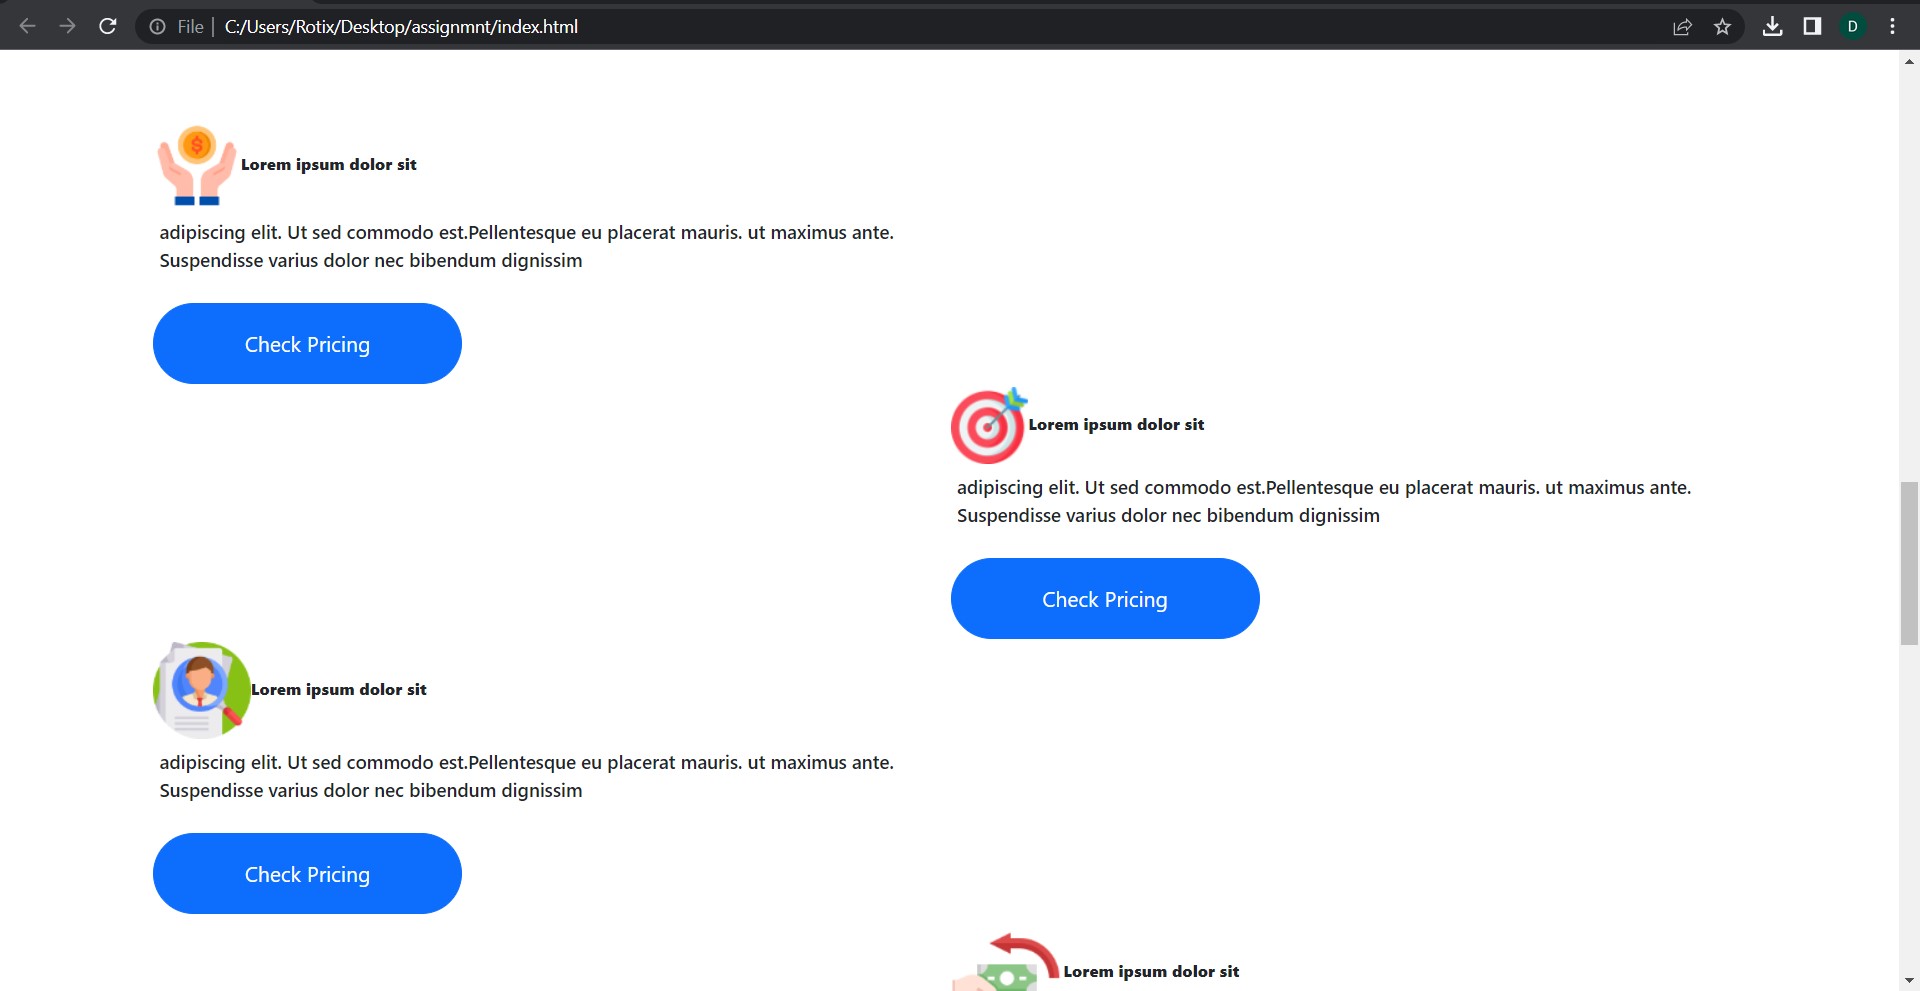 File | C:/Users/Rotix/Desktop/assignmnt/index.html
D
$
Lorem ipsum dolor sit
adipiscing elit. Ut sed commodo est.Pellentesque eu placerat mauris. ut maximus ante.
Suspendisse varius dolor nec bibendum dignissim
Check Pricing
Lorem ipsum dolor sit
adipiscing elit. Ut sed commodo est.Pellentesque eu placerat mauris. ut maximus ante.
Suspendisse varius dolor nec bibendum dignissim
Check Pricing
Lorem ipsum dolor sit
adipiscing elit. Ut sed commodo est.Pellentesque eu placerat mauris. ut maximus ante.
Suspendisse varius dolor nec bibendum dignissim
Check Pricing
Lorem ipsum dolor sit